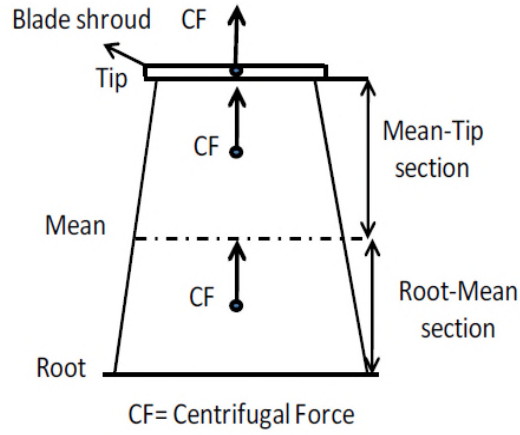 Blade shroud
CF
Tip
CF
Mean-Tip
section
Mean
CF
Root-Mean
section
Root
CF= Centrifugal Force